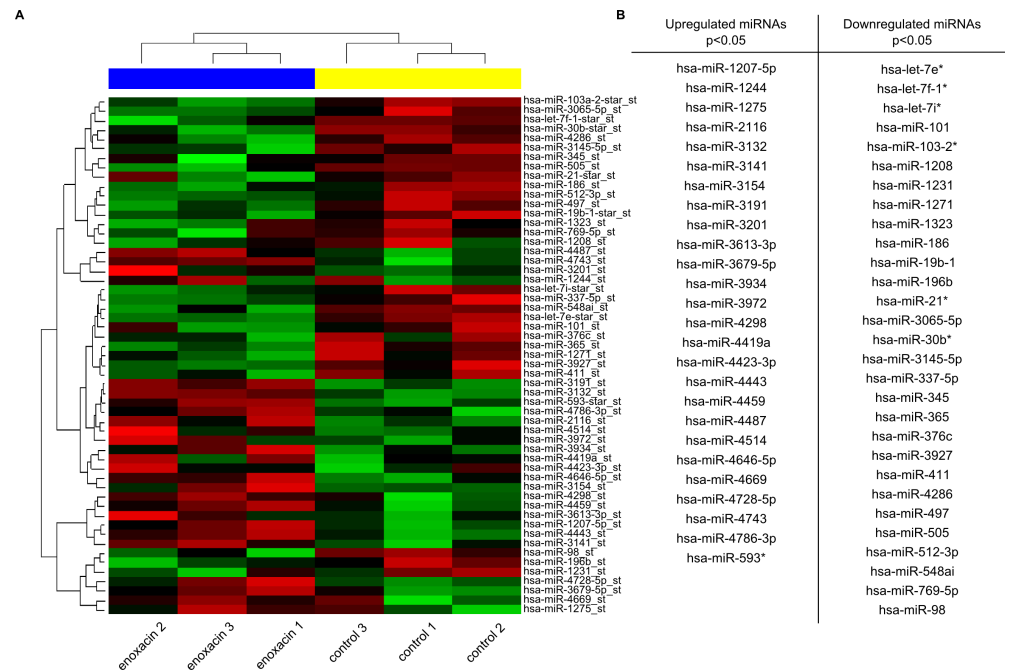 A
hsa-miR-103a-2-star_st
hsa-miR-3065-5p_st
hsa-let-7f-1-star_st
hsa-miR-30b-star_st
hsa-miR-4286_st
hsa-miR-3145-5p_st
hsa-miR-345_st
hsa-miR-505_st
hsa-miR-21-star_st
hsa-miR-186_st
hsa-miR-512-3p_st
hsa-miR-497_st
hsa-miR-19b-1-star_st
hsa-miR-1323_st
hsa-miR-769-5p_st
hsa-miR-1208_st
hsa-miR-4487_st
hsa-miR-4743_st
hsa-miR-3201_st
hsa-miR-1244_st
hsa-let-7i-star_st
hsa-miR-337-5p_st
hsa-miR-548ai_st
hsa-let-7e-star_st
hsa-miR-101_st
hsa-miR-376c_st
hsa-miR-365_st
hsa-miR-1271_st
hsa-miR-3927_st
hsa-miR-411_st
hsa-miR-3191_st
hsa-miR-3132_st
hsa-miR-593-star_st
hsa-miR-4786-3p_st
hsa-miR-2116_st
hsa-miR-4514_st
hsa-miR-3972_st
hsa-miR-3934_st
hsa-miR-4419a_st
hsa-miR-4423-3p_st
hsa-miR-4646-5p_st
hsa-miR-3154_st
hsa-miR-4298_st
hsa-miR-4459_st
hsa-miR-3613-3p_st
hsa-miR-1207-5p_st
hsa-miR-4443_st
hsa-miR-3141_st
hsa-miR-98_st
hsa-miR-196b_st
hsa-miR-1231_st
hsa-miR-4728-5p_st
hsa-miR-3679-5p_st
hsa-miR-4669_st
hsa-miR-1275_st
enoxacin 2
enoxacin 3
enoxacin 1
control 3
control 1
control 2
B
Upregulated miRNAs
p<0.05
hsa-miR-1207-5p
hsa-miR-1244
hsa-miR-1275
hsa-miR-2116
hsa-miR-3132
hsa-miR-3141
hsa-miR-3154
hsa-miR-3191
hsa-miR-3201
hsa-miR-3613-3p
hsa-miR-3679-5p
hsa-miR-3934
hsa-miR-3972
hsa-miR-4298
hsa-miR-4419a
hsa-miR-4423-3p
hsa-miR-4443
hsa-miR-4459
hsa-miR-4487
hsa-miR-4514
hsa-miR-4646-5p
hsa-miR-4669
hsa-miR-4728-5p
hsa-miR-4743
hsa-miR-4786-3p
hsa-miR-593*
Downregulated miRNAs
p<0.05
hsa-let-7e*
hsa-let-7f-1*
hsa-let-7i*
hsa-miR-101
hsa-miR-103-2*
hsa-miR-1208
hsa-miR-1231
hsa-miR-1271
hsa-miR-1323
hsa-miR-186
hsa-miR-19b-1
hsa-miR-196b
hsa-miR-21*
hsa-miR-3065-5p
hsa-miR-30b*
hsa-miR-3145-5p
hsa-miR-337-5p
hsa-miR-345
hsa-miR-365
hsa-miR-376c
hsa-miR-3927
hsa-miR-411
hsa-miR-4286
hsa-miR-497
hsa-miR-505
hsa-miR-512-3p
hsa-miR-548ai
hsa-miR-769-5p
hsa-miR-98